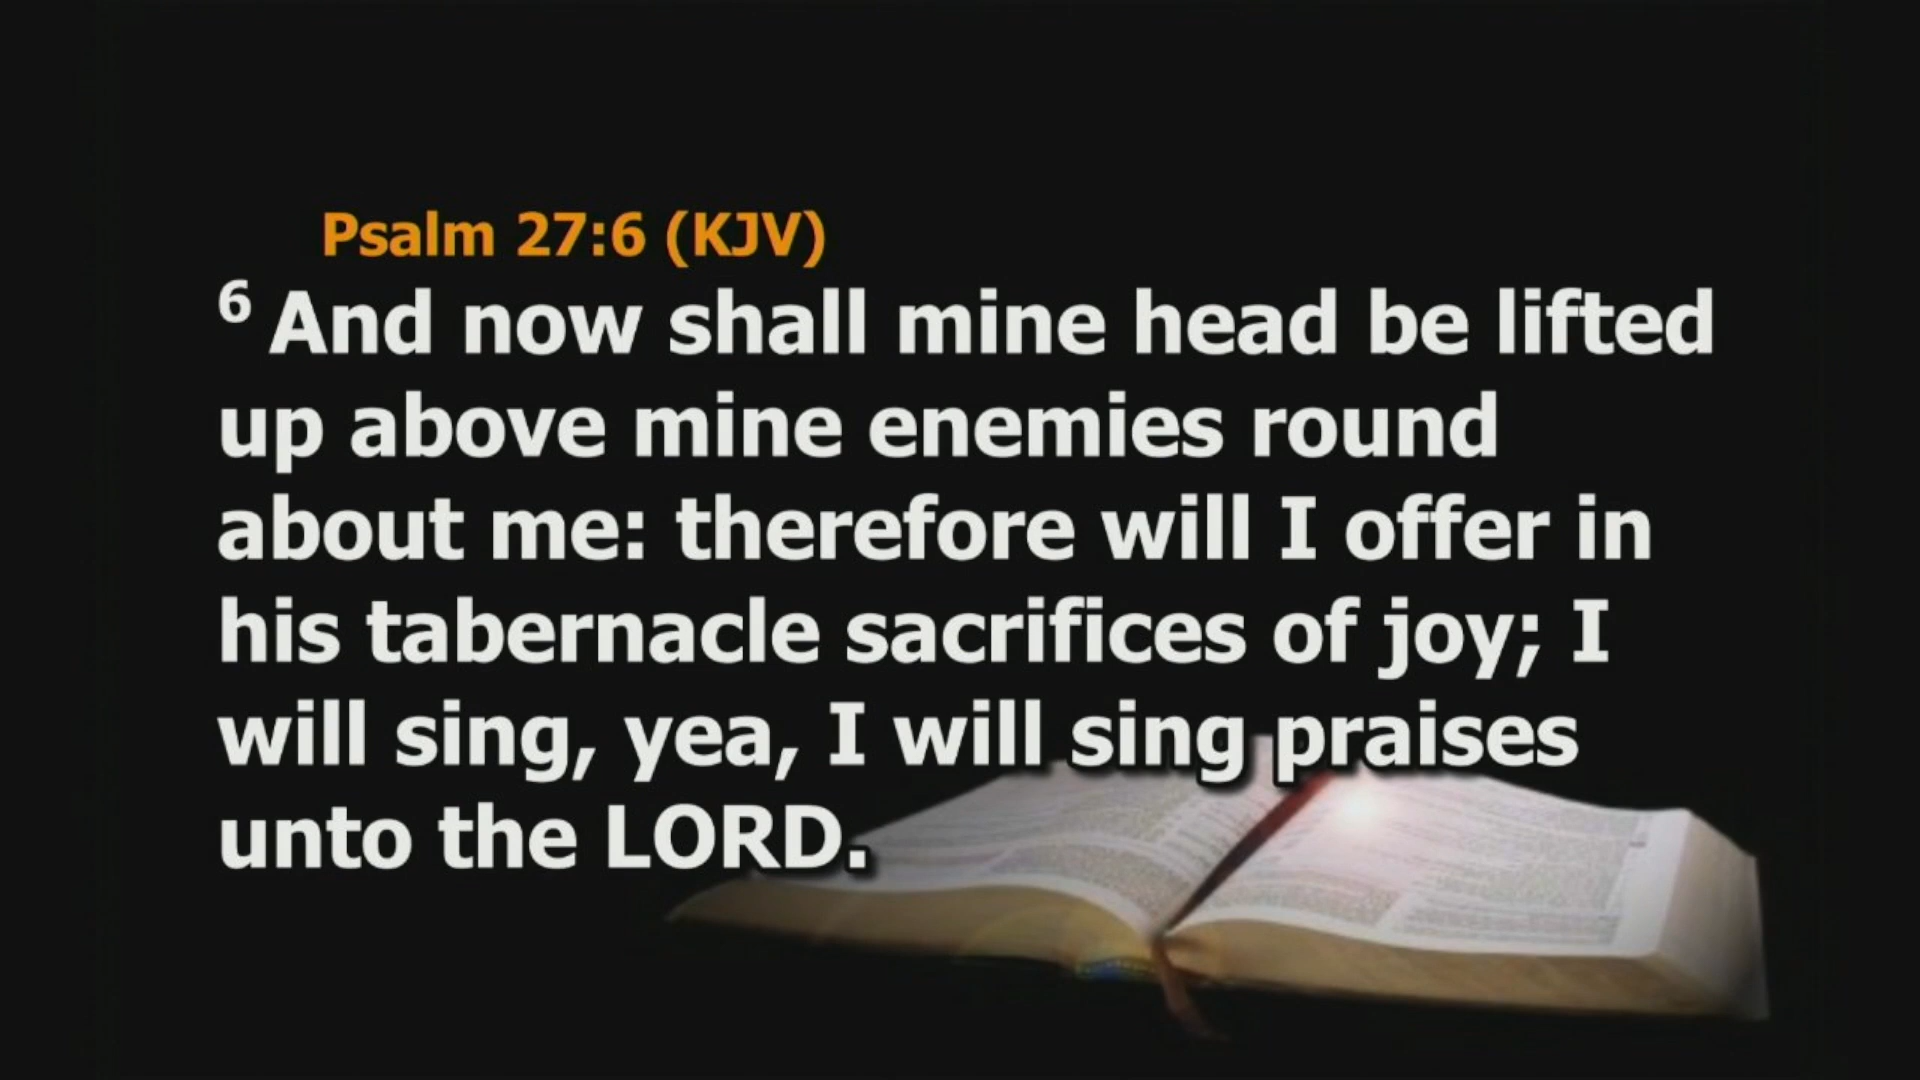 Psalm 27:6 (KJV)
6 And now shall mine head be lifted
up above mine enemies round
about me: therefore will I offer in
his tabernacle sacrifices of joy; I
will sing, yea, I will sing praises
unto the LORD.